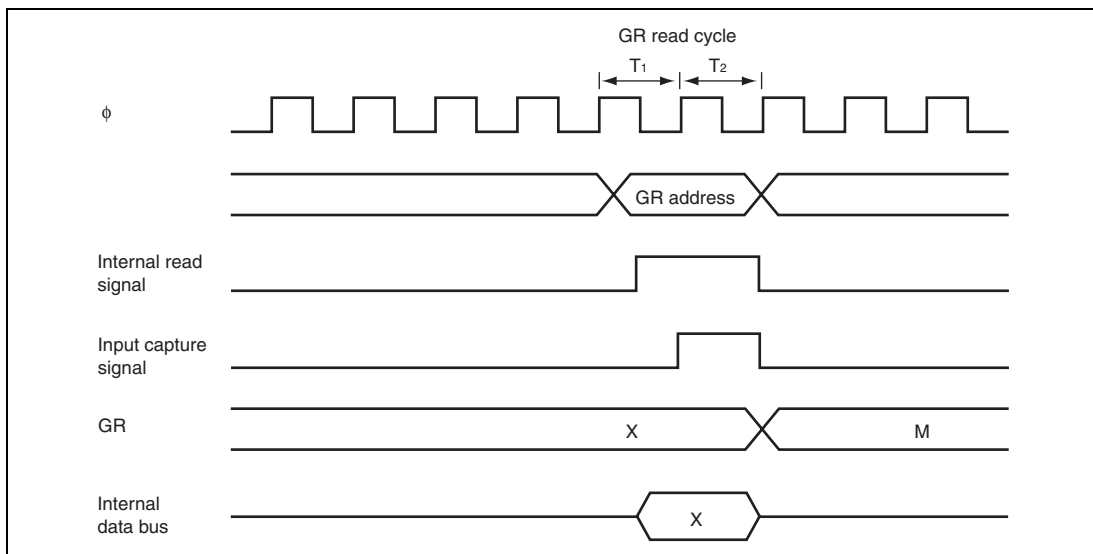 GR read cycle
T1 T2
ϕ
GR address
Internal read
signal
Input capture
signal
GR
X M
Internal
data bus
X